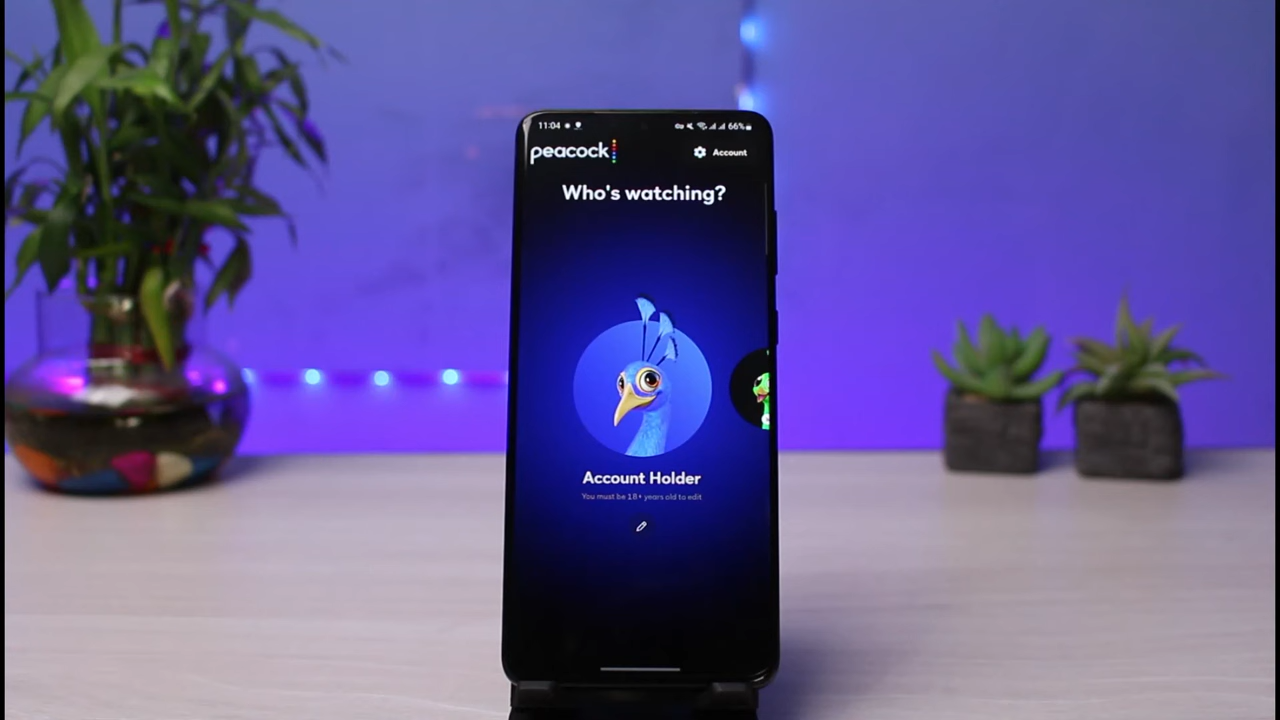 11:04
66%
peacock
Account
Who's watching?
Account Holder
You must be 18+ years old to edit